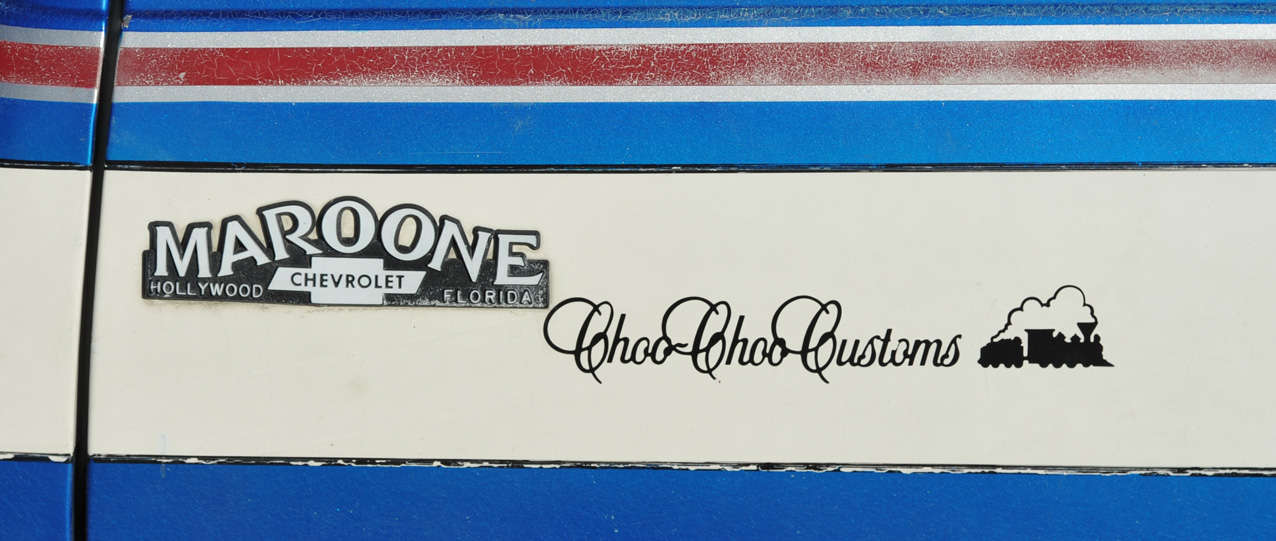 MAROONE
CHEVROLET
HOLLYWOOD FLORIDA
Choo-Choo Customs